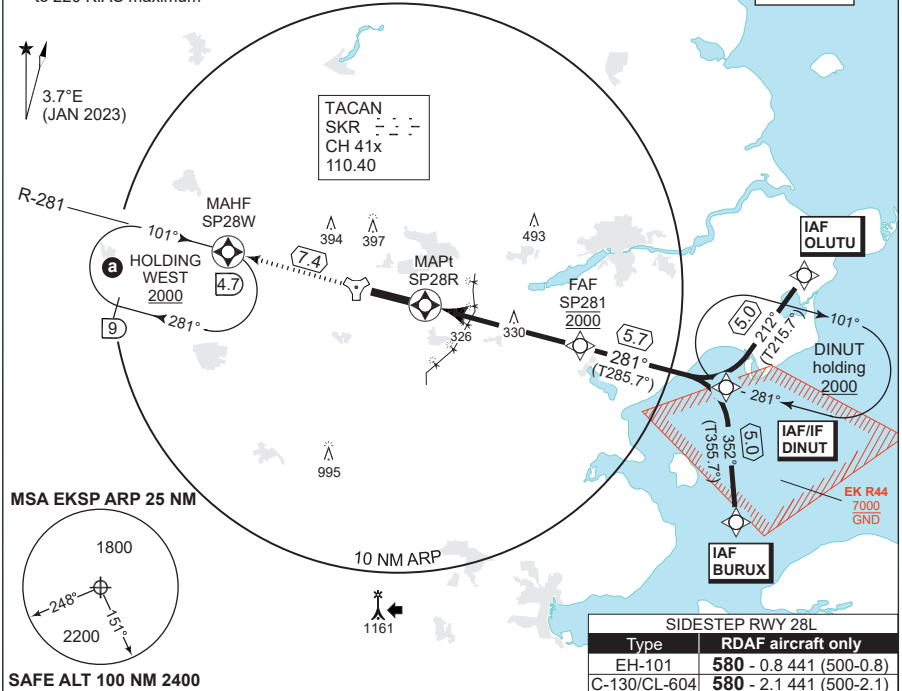 to 220 KIAS maximum
3.7°E
(JAN 2023)
TACAN
SKR
CH 41x
110.40
R-281
101°
MAHF
SP28W
HOLDING
WEST
2000
a
4.7
9
281°
7.4
394
397
493
MAPt
SP28R
326
330
FAF
SP281
2000
5.7
281°
(T285.7°)
IAF
OLUTU
5.0
212°
(T215.7°)
101°
DINUT
holding
2000
281°
IAF/IF
DINUT
5.0
352°
(T355.7°)
EK R44
7000
GND
IAF
BURUX
995
10 NM ARP
1161
MSA EKSP ARP 25 NM
1800
248°
151°
2200
SAFE ALT 100 NM 2400
SIDESTEP RWY 28L
Type RDAF aircraft only
EH-101 580 - 0.8 441 (500-0.8)
C-130/CL-604 580 - 2.1 441 (500-2.1)